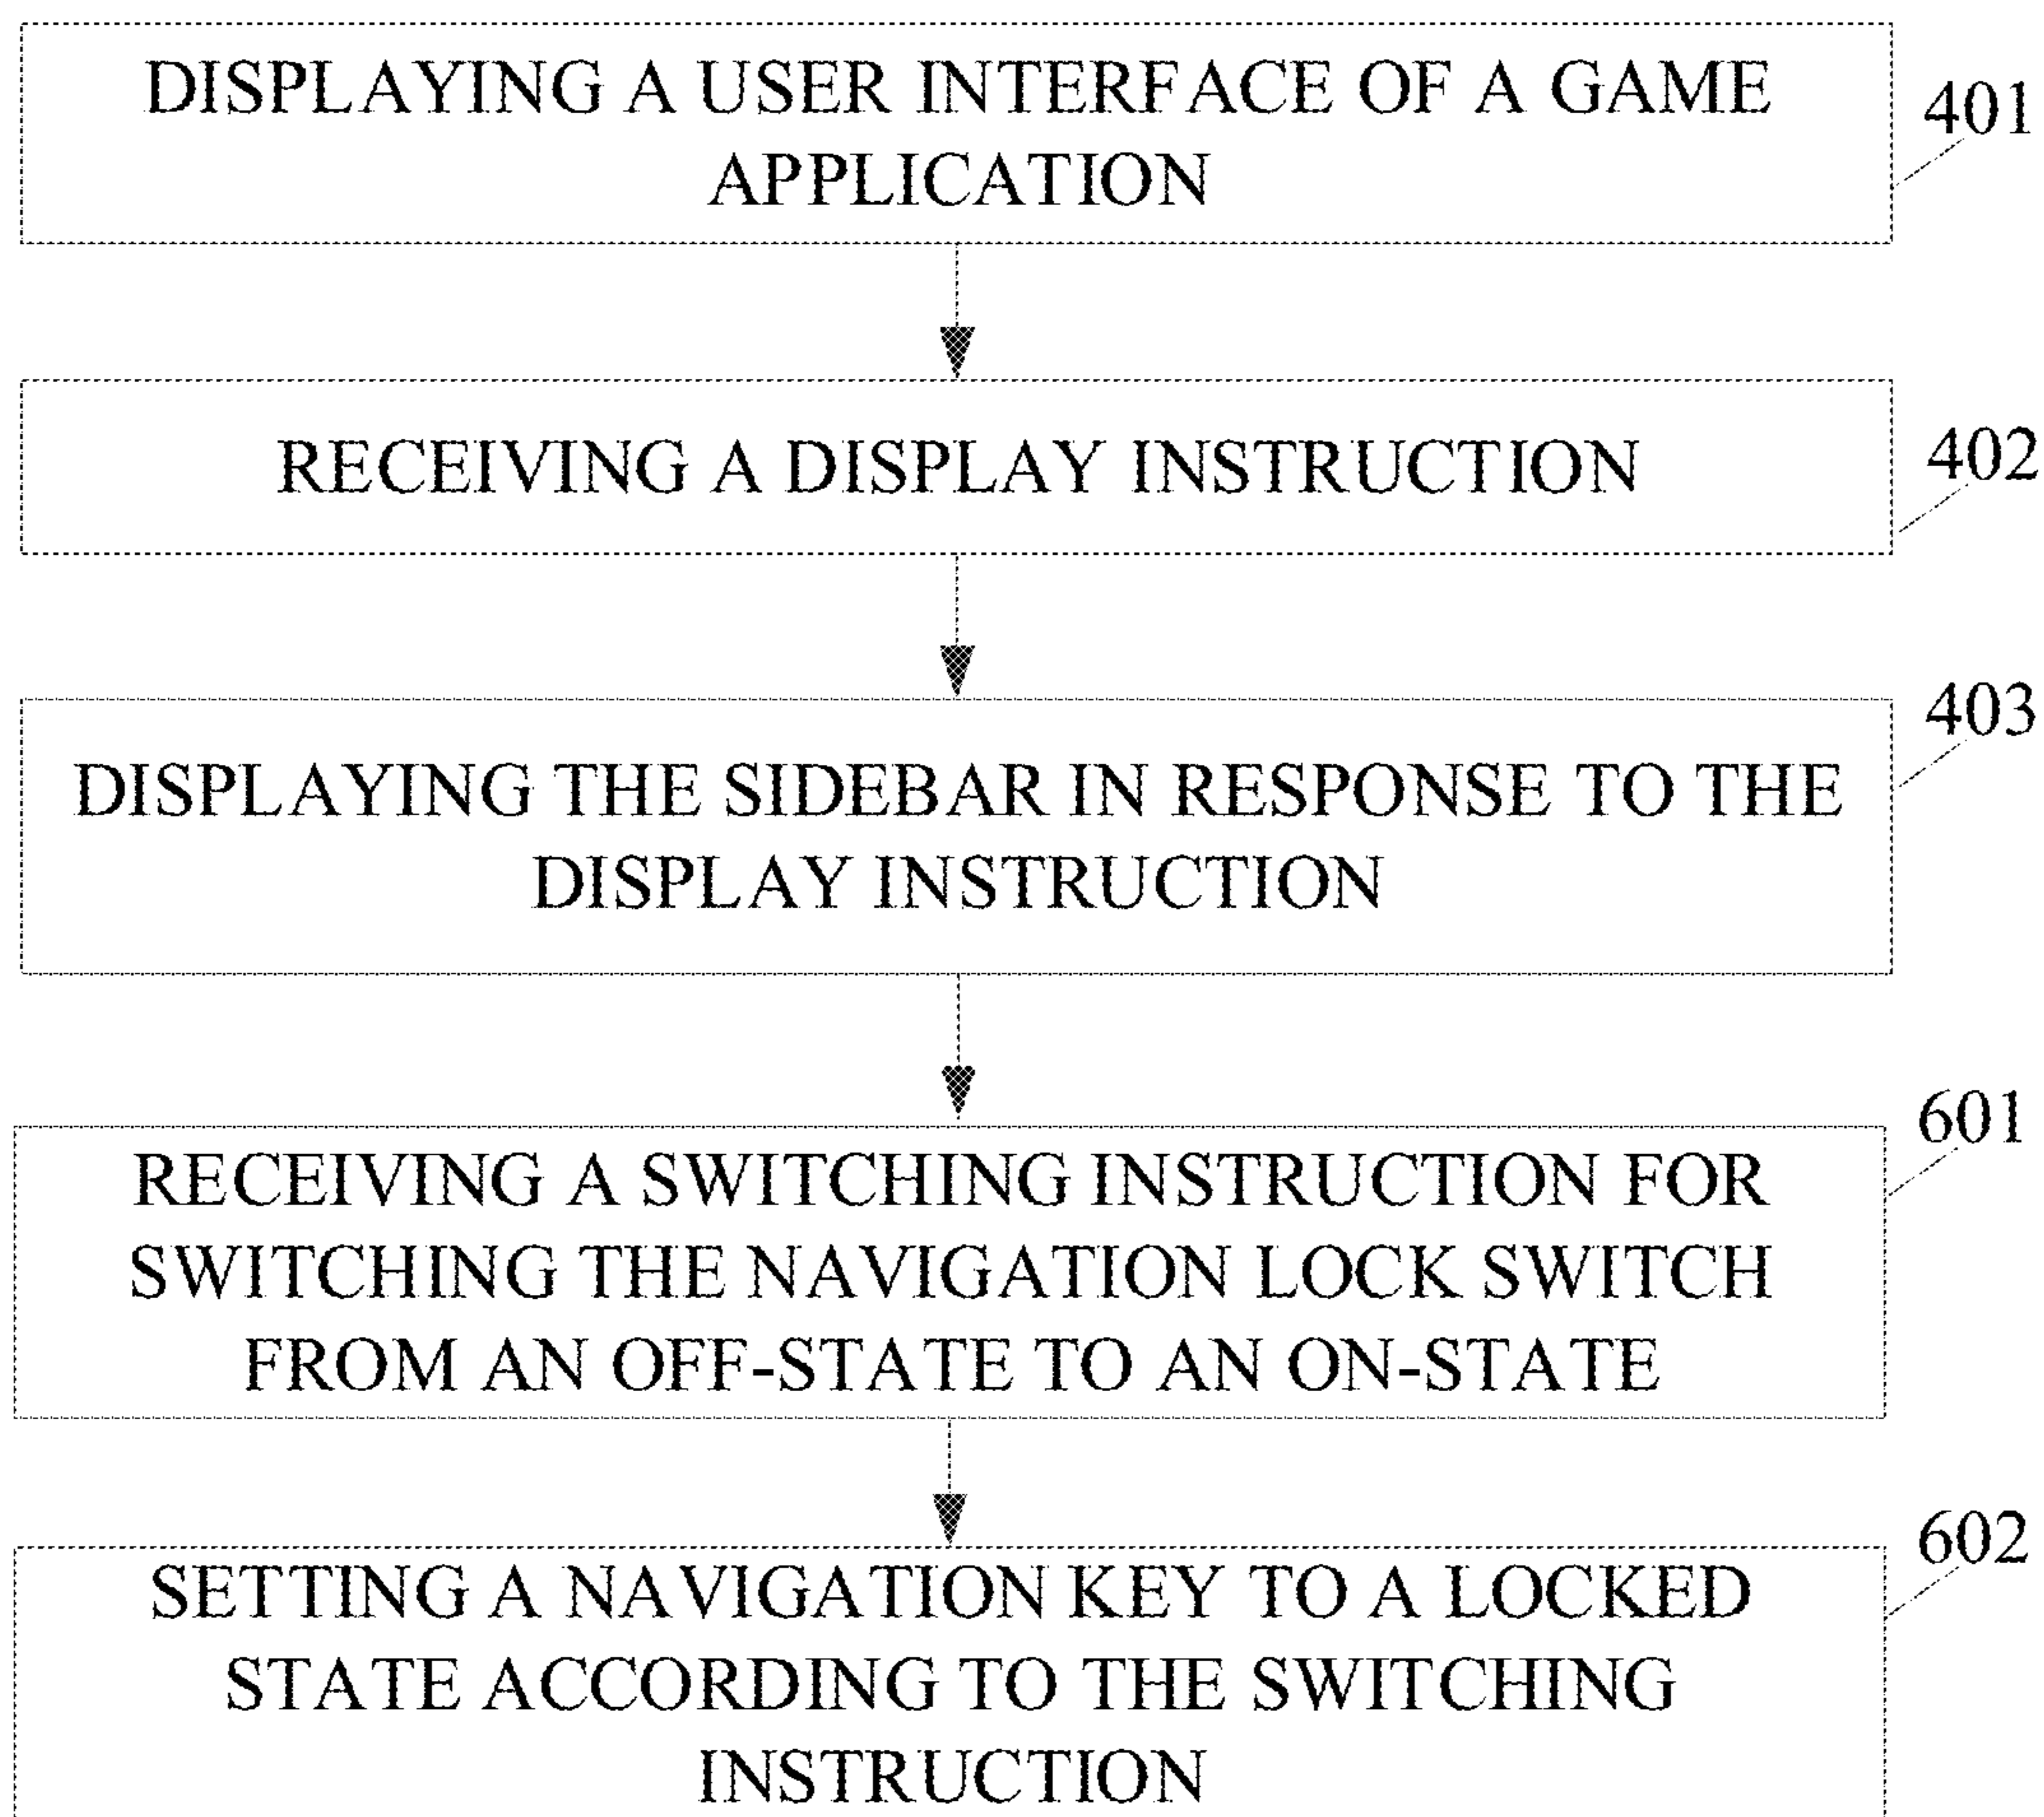 DISPLAYING A USER INTERFACE OF A GAME
APPLICATION
401
RECEIVING A DISPLAY INSTRUCTION
402
403
DISPLAYING THE SIDEBAR IN RESPONSE TO THE
DISPLAY INSTRUCTION
601
RECEIVING A SWITCHING INSTRUCTION FOR
SWITCHING THE NAVIGATION LOCK SWITCH
FROM AN OFF-STATE TO AN ON-STATE
602
SETTING A NAVIGATION KEY TO A LOCKED
STATE ACCORDING TO THE SWITCHING
INSTRUCTION